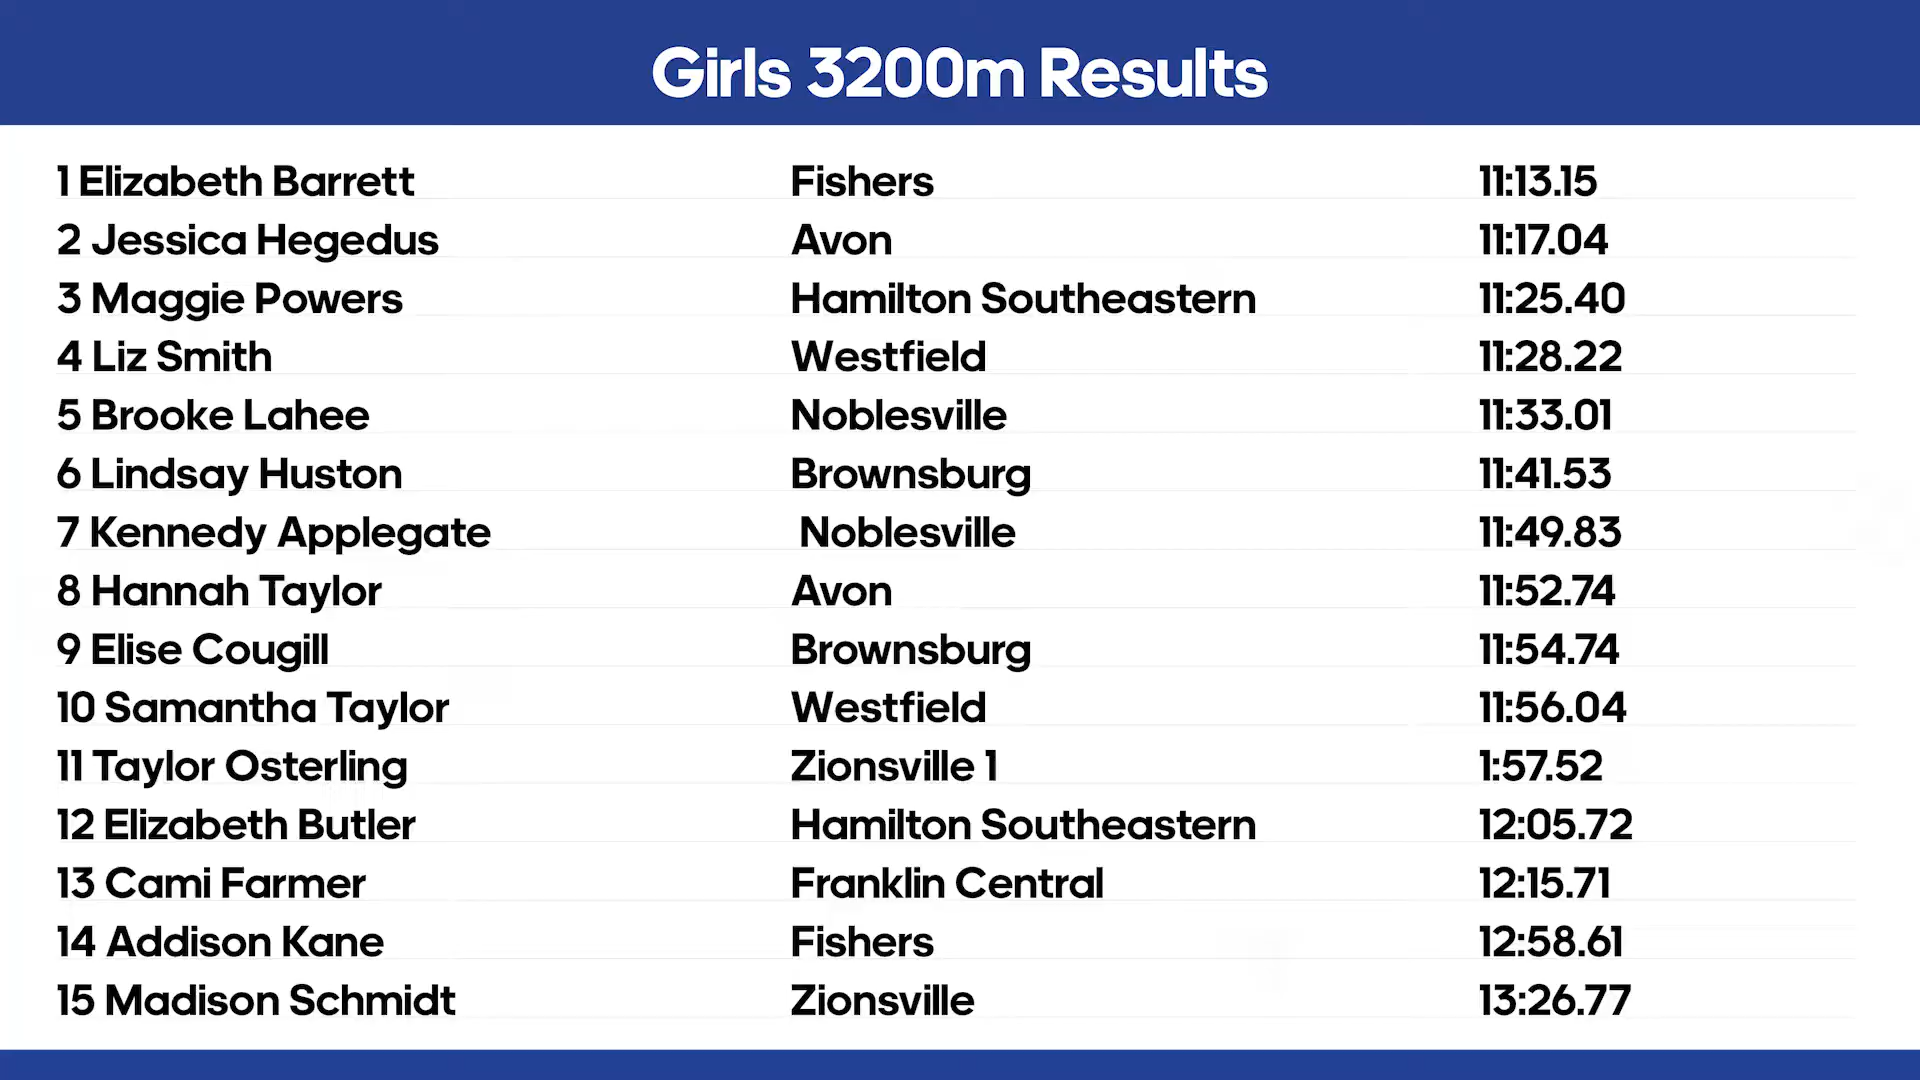 Girls 3200m Results
1 Elizabeth Barrett Fishers 11:13.15
2 Jessica Hegedus Avon 11:17.04
3 Maggie Powers Hamilton Southeastern 11:25.40
4 Liz Smith Westfield 11:28.22
5 Brooke Lahee Noblesville 11:33.01
6 Lindsay Huston Brownsburg 11:41.53
7 Kennedy Applegate Noblesville 11:49.83
8 Hannah Taylor Avon 11:52.74
9 Elise Cougill Brownsburg 11:54.74
10 Samantha Taylor Westfield 11:56.04
11 Taylor Osterling Zionsville 1 1:57.52
12 Elizabeth Butler Hamilton Southeastern 12:05.72
13 Cami Farmer Franklin Central 12:15.71
14 Addison Kane Fishers 12:58.61
15 Madison Schmidt Zionsville 13:26.77